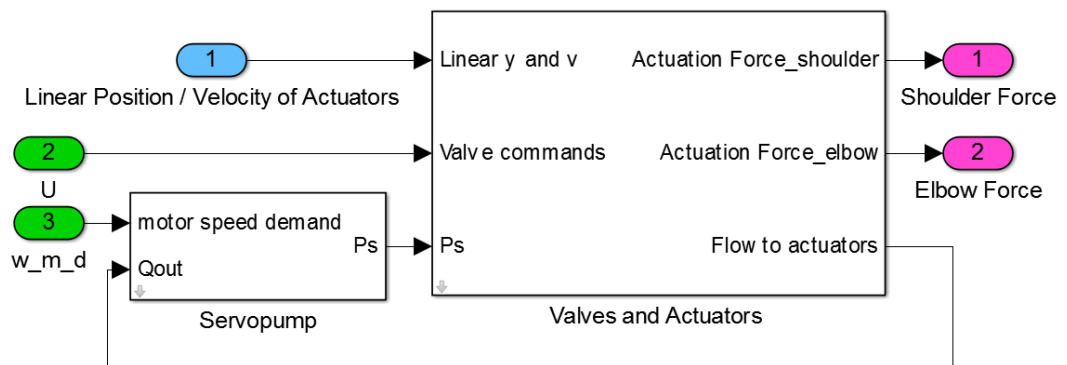 1
Linear Position / Velocity of Actuators
2
U
3
w_m_d
motor speed demand
Qout
Ps
Servopump
Linear y and v
Valve commands
Ps
Actuation Force_shoulder
Actuation Force_elbow
Flow to actuators
Valves and Actuators
1
Shoulder Force
2
Elbow Force